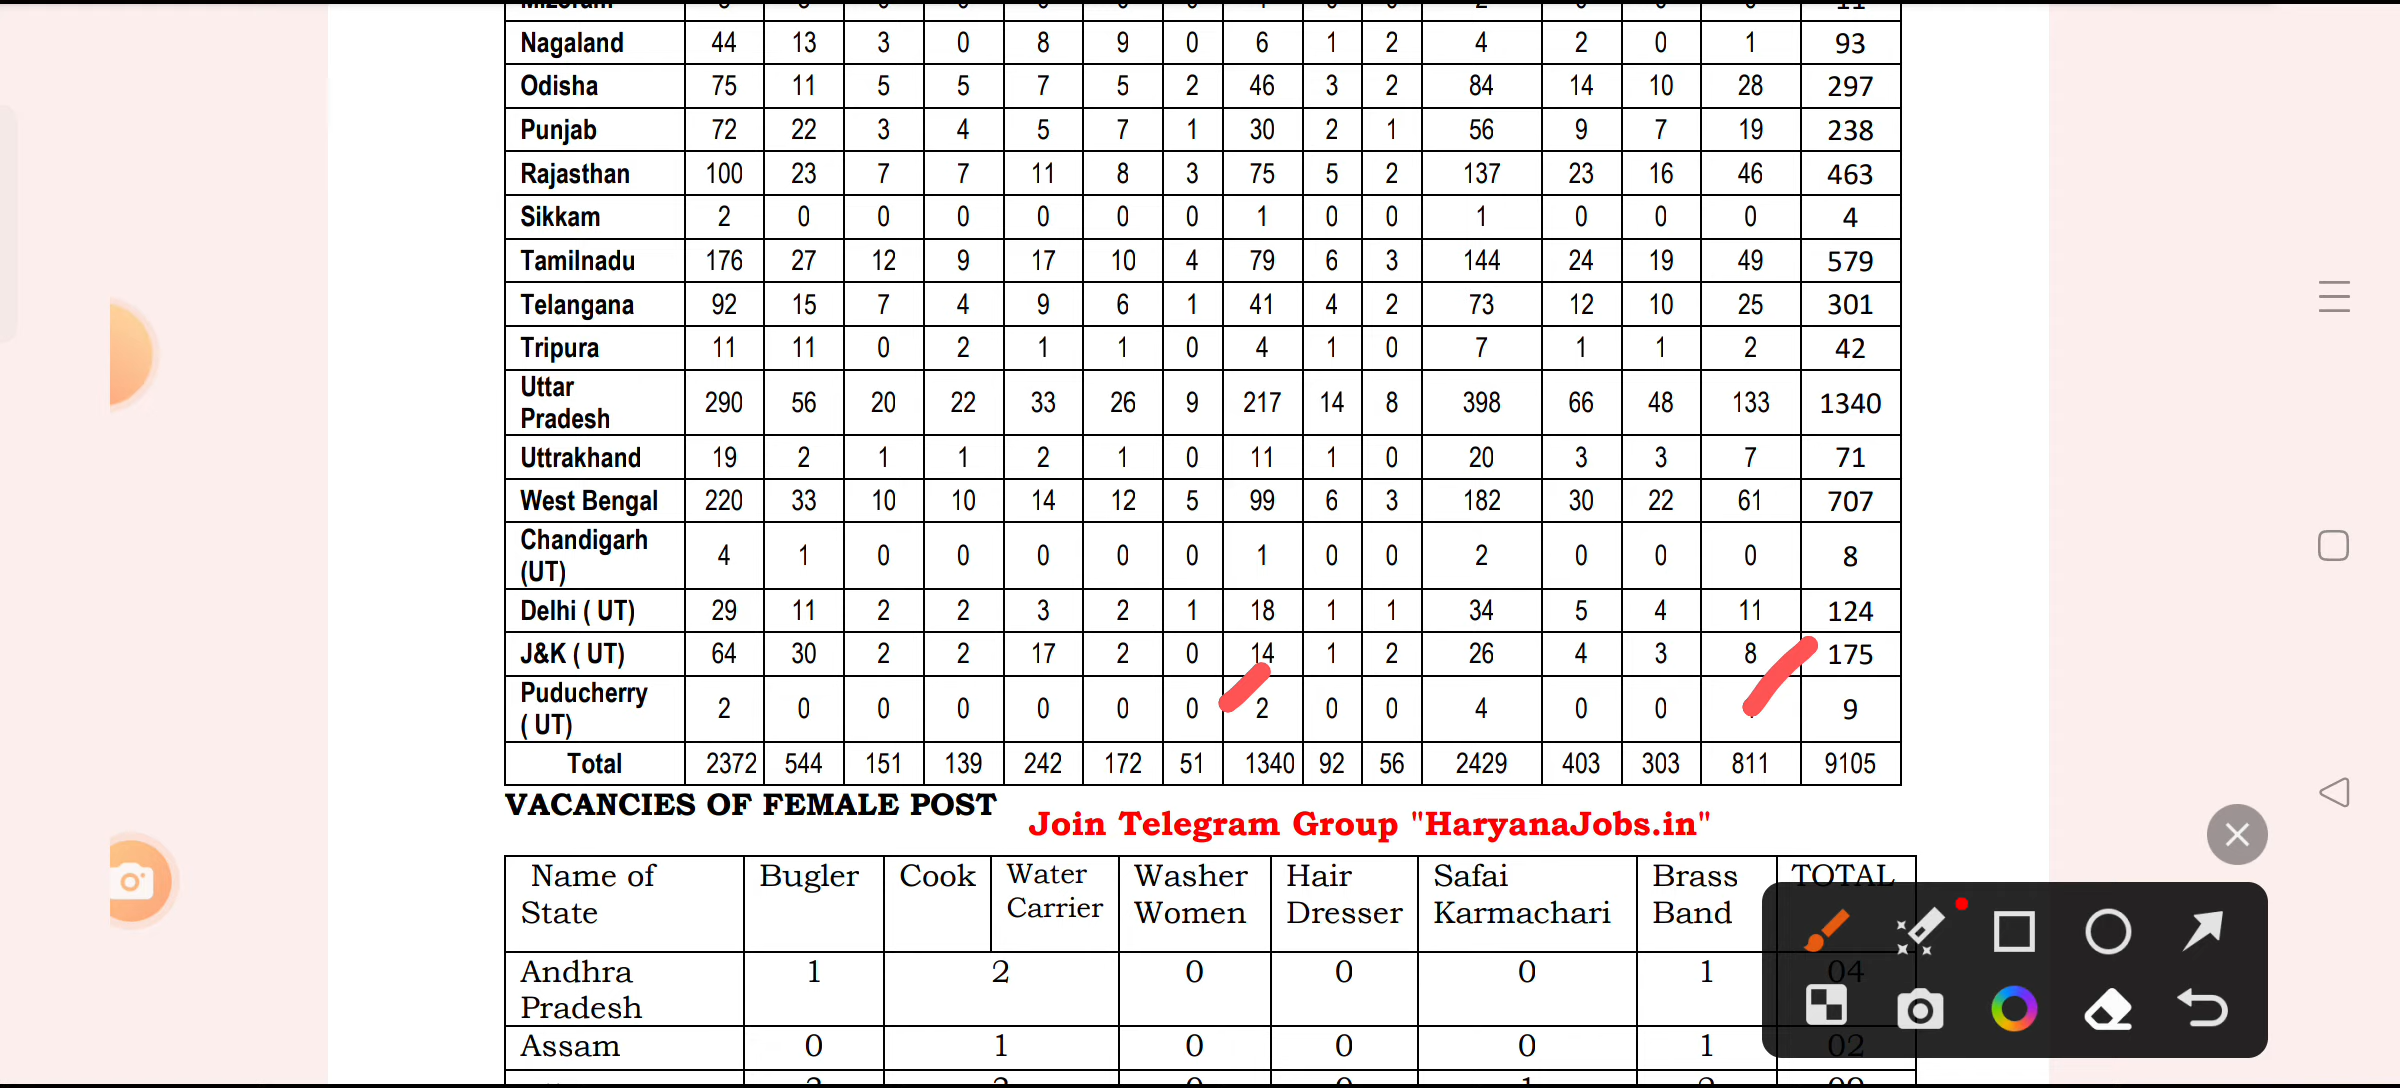 Nagaland 44 13 3 0 8 9 0 6 1 2 4 2 0 1 93
Odisha 75 11 5 5 7 5 2 46 3 2 84 14 10 28 297
Punjab 72 22 3 4 5 7 1 30 2 1 56 9 7 19 238
Rajasthan 100 23 7 7 11 8 3 75 5 2 137 23 16 46 463
Sikkam 2 0 0 0 0 0 0 1 0 0 1 0 0 0 4
Tamilnadu 176 27 12 9 17 10 4 79 6 3 144 24 19 49 579
Telangana 92 15 7 4 9 6 1 41 4 2 73 12 10 25 301
Tripura 11 11 0 2 1 1 0 4 1 0 7 1 1 2 42
Uttar
Pradesh 290 56 20 22 33 26 9 217 14 8 398 66 48 133 1340
Uttrakhand 19 2 1 1 2 1 0 11 1 0 20 3 3 7 71
West Bengal 220 33 10 10 14 12 5 99 6 3 182 30 22 61 707
Chandigarh
(UT) 4 1 0 0 0 0 0 1 0 0 2 0 0 0 8
Delhi ( UT) 29 11 2 2 3 2 1 18 1 1 34 5 4 11 124
J&K ( UT) 64 30 2 2 17 2 0 14 1 2 26 4 3 8 175
Puducherry
( UT) 2 0 0 0 0 0 0 2 0 0 4 0 0 9
Total 2372 544 151 139 242 172 51 1340 92 56 2429 403 303 811 9105
VACANCIES OF FEMALE POST
Join Telegram Group "HaryanaJobs.in"
Name of Bugler Cook Water Washer Hair Safai Brass TOTAL
State Carrier Women Dresser Karmachari Band
Andhra 1 2 0 0 0 1 04
Pradesh
Assam 0 1 0 0 0 1 02